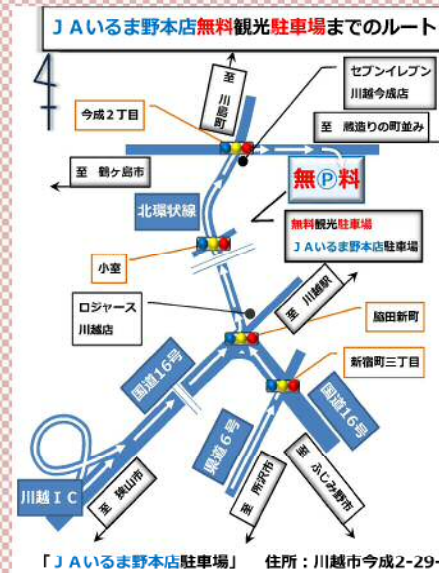 ＪＡいるま野本店無料観光駐車場までのルート
至 川島町
セブンイレブン
川越今成店
今成２丁目
至 蔵造りの町並み
至 鶴ヶ島市
無Ⓟ料
北環状線
無料観光駐車場
ＪＡいるま野本店駐車場
小室
至 川越駅
ロジャース
川越店
脇田新町
新宿町三丁目
国道16号
国道16号
県道６号
川越ＩＣ
至 狭山市
至 所沢市
至 ふじみ野市
「ＪＡいるま野本店駐車場」 住所：川越市今成2-29-